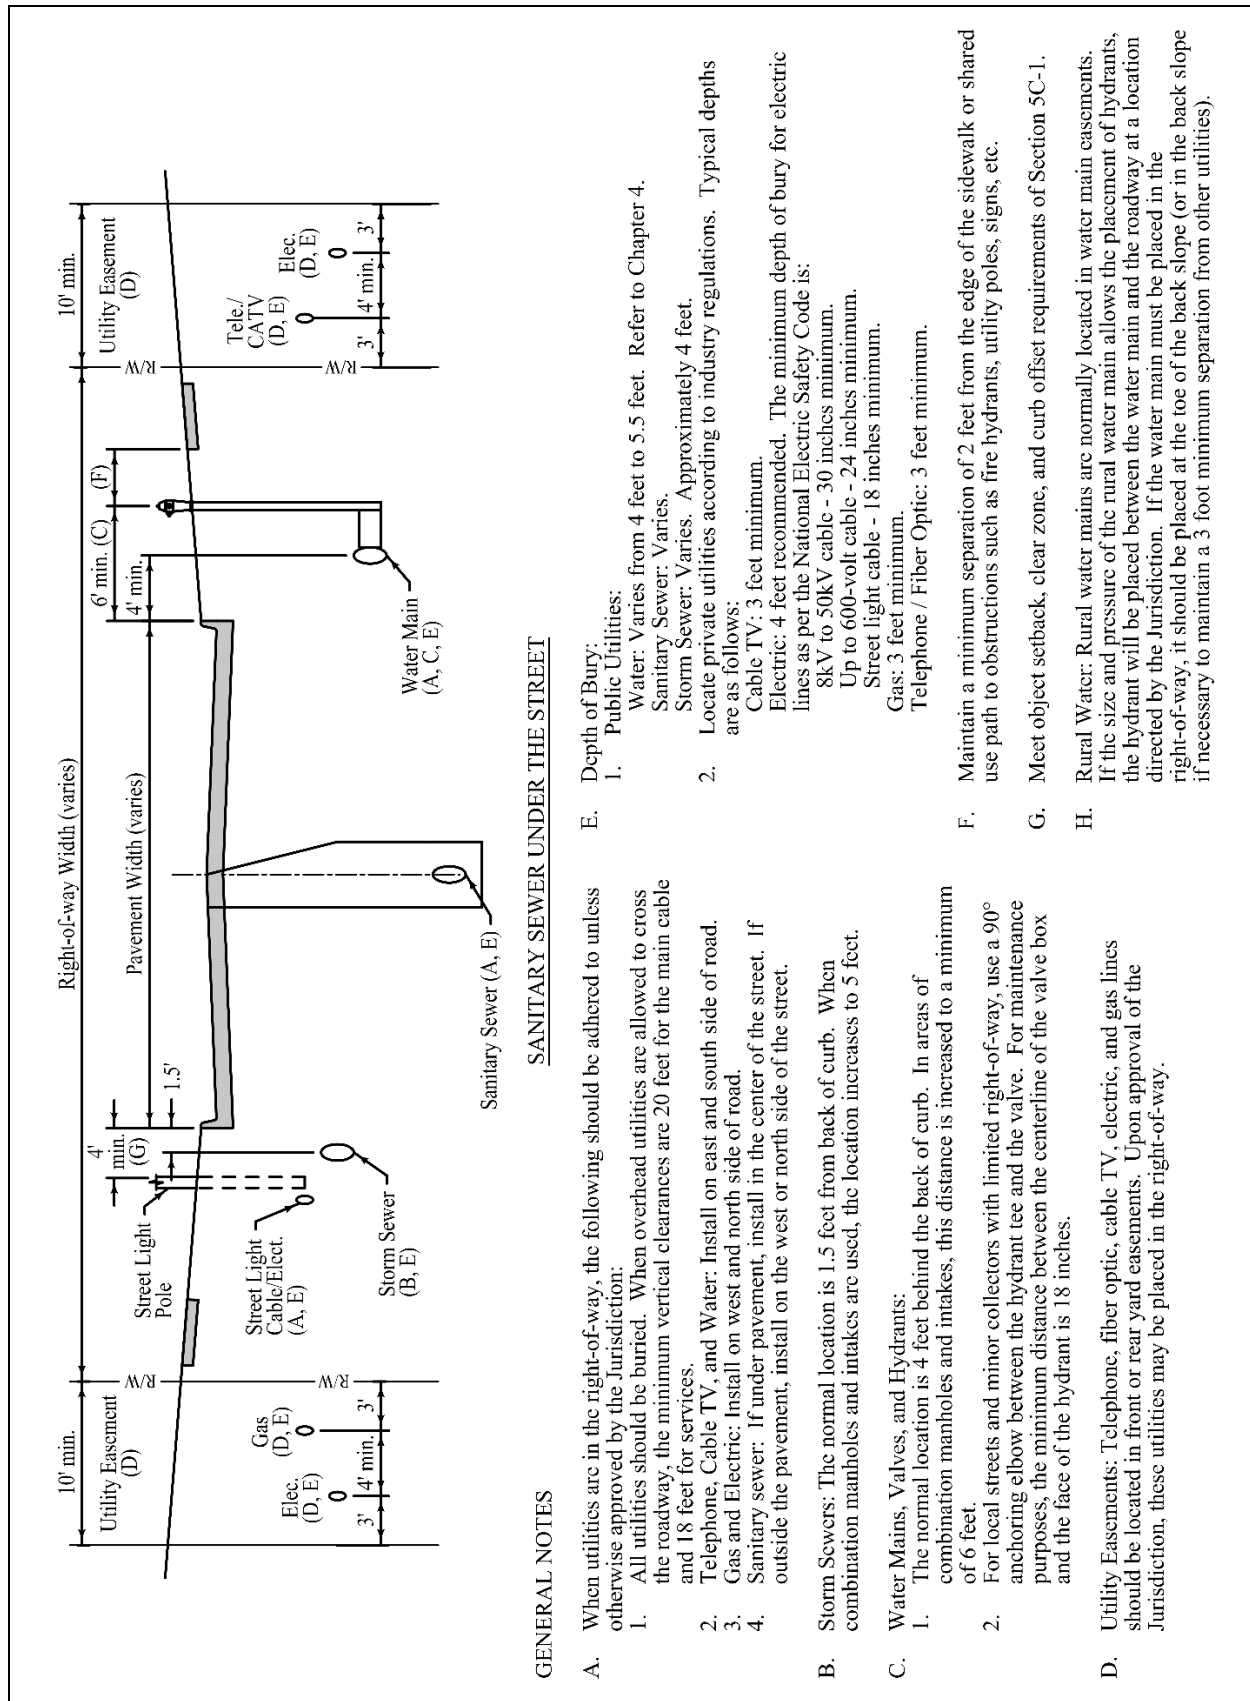 Right-of-way Width (varies)
10' min.
10' min.
Utility Easement
(D)
R/W
4'
min.
(G)
1.5'
Pavement Width (varies)
6' min. (C)
(F)
4' min.
R/W
Utility Easement
(D)
Street Light
Pole
Elec.
(D, E)
Gas
(D, E)
R/W
Street Light
Cable/Elect.
(A, E)
Storm Sewer
(B, E)
Sanitary Sewer (A, E)
Water Main
(A, C, E)
R/W
Tele./
CATV
(D, E)
Elec.
(D, E)
3'
4' min.
3'
3'
4' min.
3'
SANITARY SEWER UNDER THE STREET
GENERAL NOTES
A. When utilities are in the right-of-way, the following should be adhered to unless
otherwise approved by the Jurisdiction:
1. All utilities should be buried. When overhead utilities are allowed to cross
the roadway, the minimum vertical clearances are 20 feet for the main cable
and 18 feet for services.
2. Telephone, Cable TV, and Water: Install on east and south side of road.
3. Gas and Electric: Install on west and north side of road.
4. Sanitary sewer: If under pavement, install in the center of the street. If
outside the pavement, install on the west or north side of the street.
B. Storm Sewers: The normal location is 1.5 feet from back of curb. When
combination manholes and intakes are used, the location increases to 5 feet.
C. Water Mains, Valves, and Hydrants:
1. The normal location is 4 feet behind the back of curb. In areas of
combination manholes and intakes, this distance is increased to a minimum
of 6 feet.
2. For local streets and minor collectors with limited right-of-way, use a 90°
anchoring elbow between the hydrant tee and the valve. For maintenance
purposes, the minimum distance between the centerline of the valve box
and the face of the hydrant is 18 inches.
D. Utility Easements: Telephone, fiber optic, cable TV, electric, and gas lines
should be located in front or rear yard easements. Upon approval of the
Jurisdiction, these utilities may be placed in the right-of-way.
E. Depth of Bury:
1. Public Utilities:
Water: Varies from 4 feet to 5.5 feet. Refer to Chapter 4.
Sanitary Sewer: Varies.
Storm Sewer: Varies. Approximately 4 feet.
2. Locate private utilities according to industry regulations. Typical depths
are as follows:
Cable TV: 3 feet minimum.
Electric: 4 feet recommended. The minimum depth of bury for electric
lines as per the National Electric Safety Code is:
8kV to 50kV cable - 30 inches minimum.
Up to 600-volt cable - 24 inches minimum.
Street light cable - 18 inches minimum.
Gas: 3 feet minimum.
Telephone / Fiber Optic: 3 feet minimum.
F. Maintain a minimum separation of 2 feet from the edge of the sidewalk or shared
use path to obstructions such as fire hydrants, utility poles, signs, etc.
G. Meet object setback, clear zone, and curb offset requirements of Section 5C-1.
H. Rural Water: Rural water mains are normally located in water main easements.
If the size and pressure of the rural water main allows the placement of hydrants,
the hydrant will be placed between the water main and the roadway at a location
directed by the Jurisdiction. If the water main must be placed in the
right-of-way, it should be placed at the toe of the back slope (or in the back slope
if necessary to maintain a 3 foot minimum separation from other utilities).